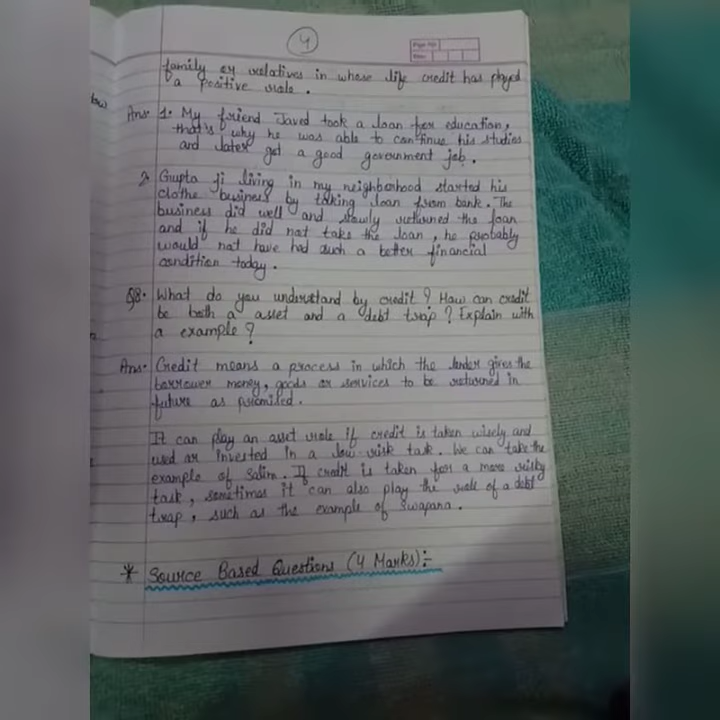 4
Page No:
Date:
family or relatives in whose life credit has played
a positive role.
Ans: 1. My friend Javed took a loan for education,
that's why he was able to continue his studies
and later got a good government job.
2 Gupta Ji living in my neighborhood started his
clothe business by taking loan from bank. The
business did well and slowly returned the loan
and if he did not take the loan, he probably
would not have had such a better financial
condition today.
Q8. What do you understand by credit? How can credit
be both a asset and a debt trap? Explain with
a example?
Ans. Credit means a process in which the lender gives the
borrower money, goods or services to be returned in
future as promised.
It can play an asset role if credit is taken wisely and
used or invested in a low risk task. We can take the
example of Salim. If credit is taken for a more risky
task, sometimes it can also play the role of a debt
trap, such as the example of Swapana.
* Source Based Questions (4 Marks):-